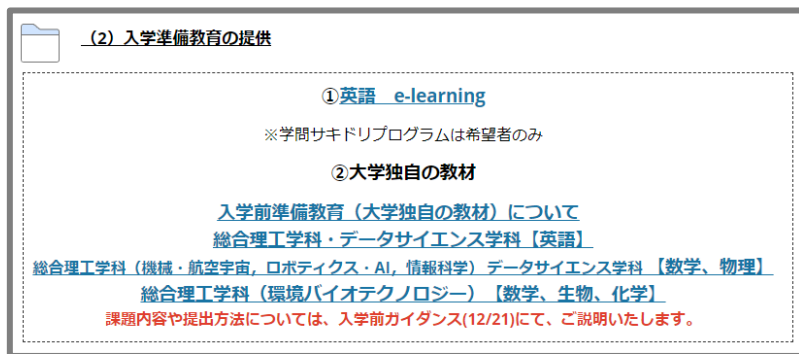 （2）入学準備教育の提供
①英語　e-learning
※学問サキドリプログラムは希望者のみ
②大学独自の教材
入学前準備教育（大学独自の教材）について
総合理工学科・データサイエンス学科【英語】
総合理工学科（機械・航空宇宙，ロボティクス・AI，情報科学） データサイエンス学科 【数学、物理】
総合理工学科（環境バイオテクノロジー）【数学、生物、化学】
課題内容や提出方法については、入学前ガイダンス(12/21)にて、ご説明いたします。